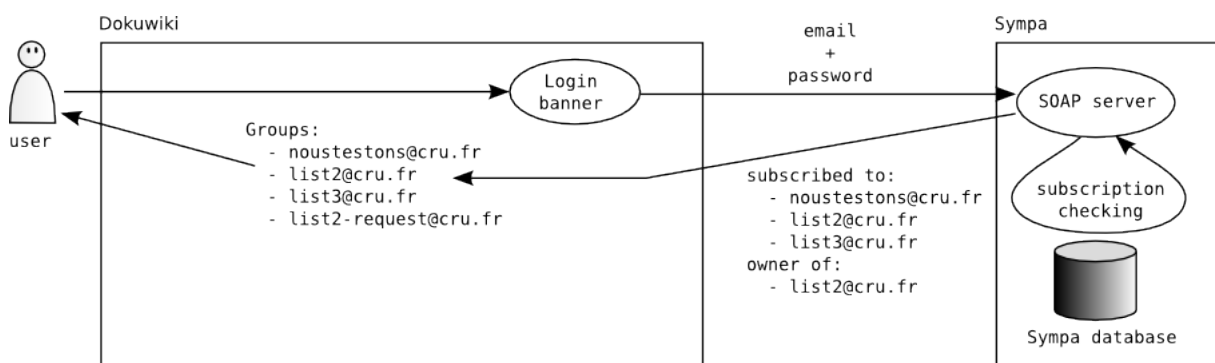 Dokuwiki
Sympa
email
+
password
Login
banner
SOAP server
user
Groups:
- noustestons@cru.fr
- list2@cru.fr
- list3@cru.fr
- list2-request@cru.fr
subscribed to:
- noustestons@cru.fr
- list2@cru.fr
- list3@cru.fr
owner of:
- list2@cru.fr
subscription
checking
Sympa database